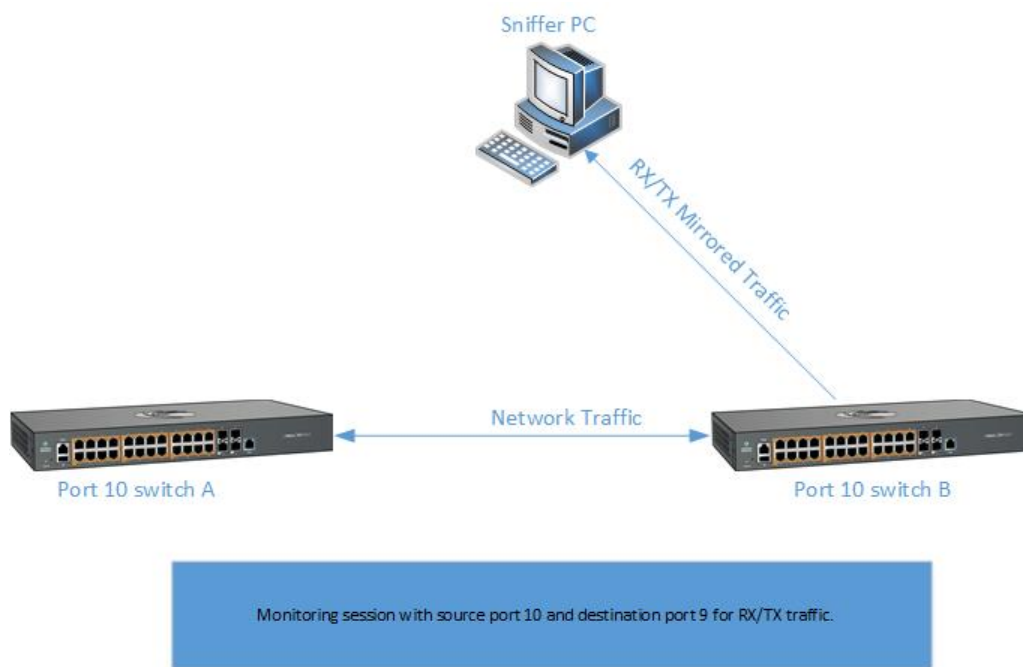 Sniffer PC
RX/TX Mirrored Traffic
Network Traffic
Port 10 switch A
Port 10 switch B
Monitoring session with source port 10 and destination port 9 for RX/TX traffic.